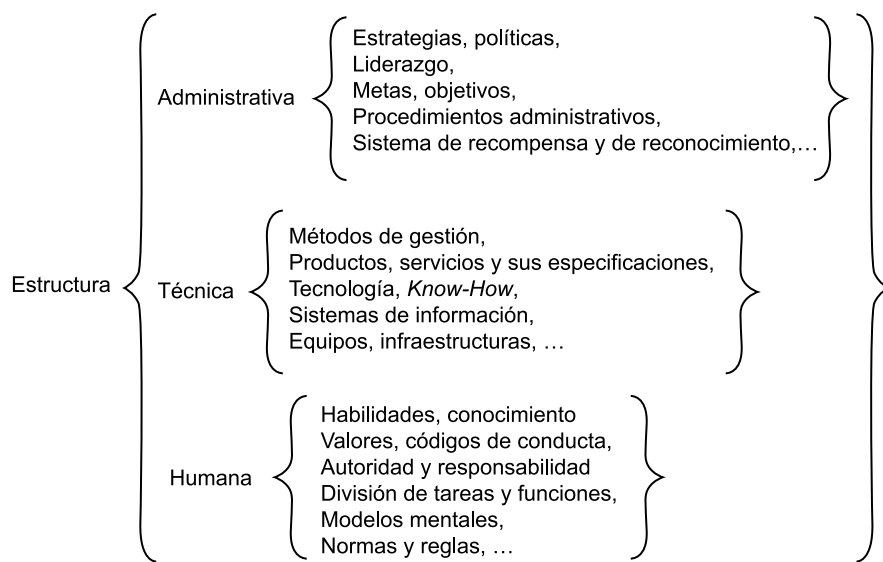 Estructura
Administrativa
Estrategias, políticas,
Liderazgo,
Metas, objetivos,
Procedimientos administrativos,
Sistema de recompensa y de reconocimiento,…
Técnica
Métodos de gestión,
Productos, servicios y sus especificaciones,
Tecnología, Know-How,
Sistemas de información,
Equipos, infraestructuras, …
Humana
Habilidades, conocimiento
Valores, códigos de conducta,
Autoridad y responsabilidad
División de tareas y funciones,
Modelos mentales,
Normas y reglas, …